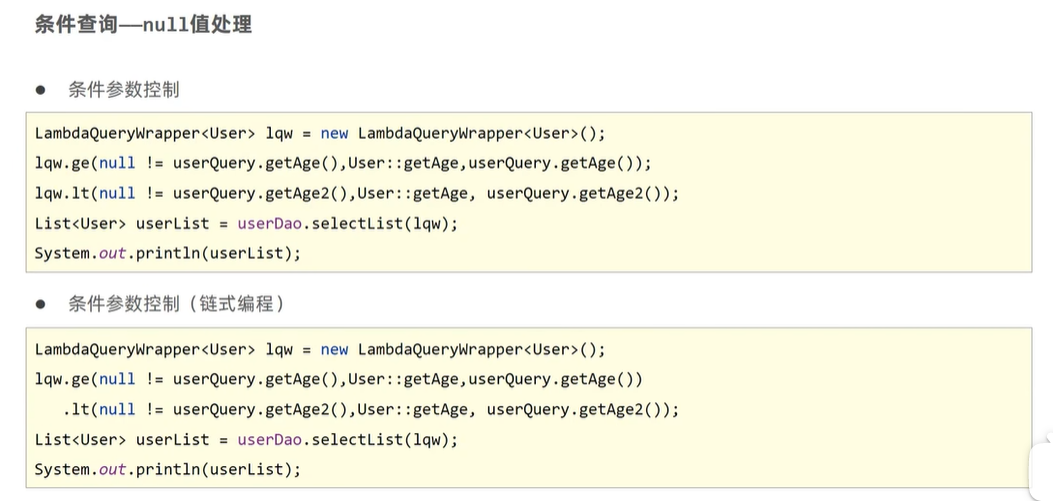 条件查询——null值处理
● 条件参数控制
LambdaQueryWrapper<User> lqw = new LambdaQueryWrapper<User>();
lqw.ge(null != userQuery.getAge(),User::getAge,userQuery.getAge());
lqw.lt(null != userQuery.getAge2(),User::getAge, userQuery.getAge2());
List<User> userList = userDao.selectList(lqw);
System.out.println(userList);
● 条件参数控制（链式编程）
LambdaQueryWrapper<User> lqw = new LambdaQueryWrapper<User>();
lqw.ge(null != userQuery.getAge(),User::getAge,userQuery.getAge())
   .lt(null != userQuery.getAge2(),User::getAge, userQuery.getAge2());
List<User> userList = userDao.selectList(lqw);
System.out.println(userList);